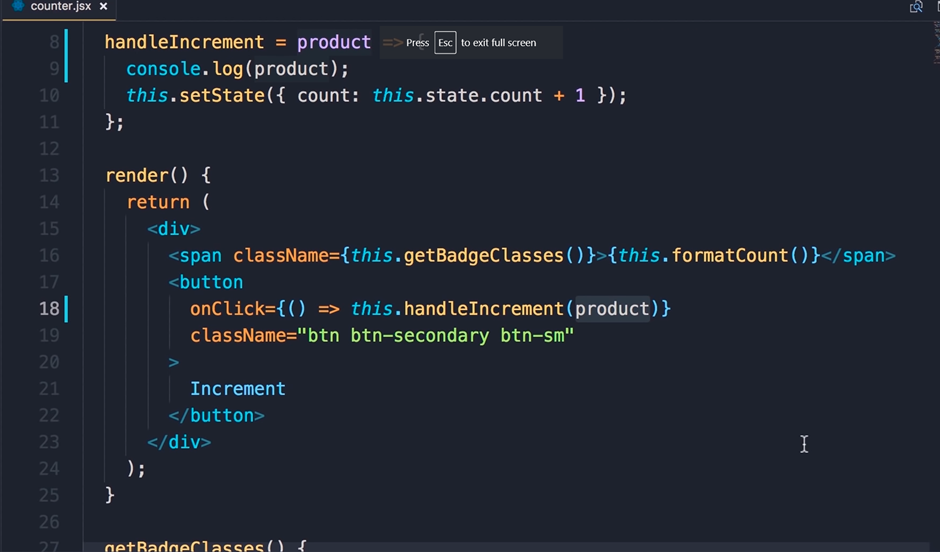 counter.jsx ×
8 handleIncrement = product => { Press Esc to exit full screen
9 console.log(product);
10 this.setState({ count: this.state.count + 1 });
11 };
12
13 render() {
14 return (
15 <div>
16 <span className={this.getBadgeClasses()}>{this.formatCount()}</span>
17 <button
18 onClick={() => this.handleIncrement(product)}
19 className="btn btn-secondary btn-sm"
20 >
21 Increment
22 </button>
23 </div>
24 );
25 }
26
27 getBadgeClasses() {